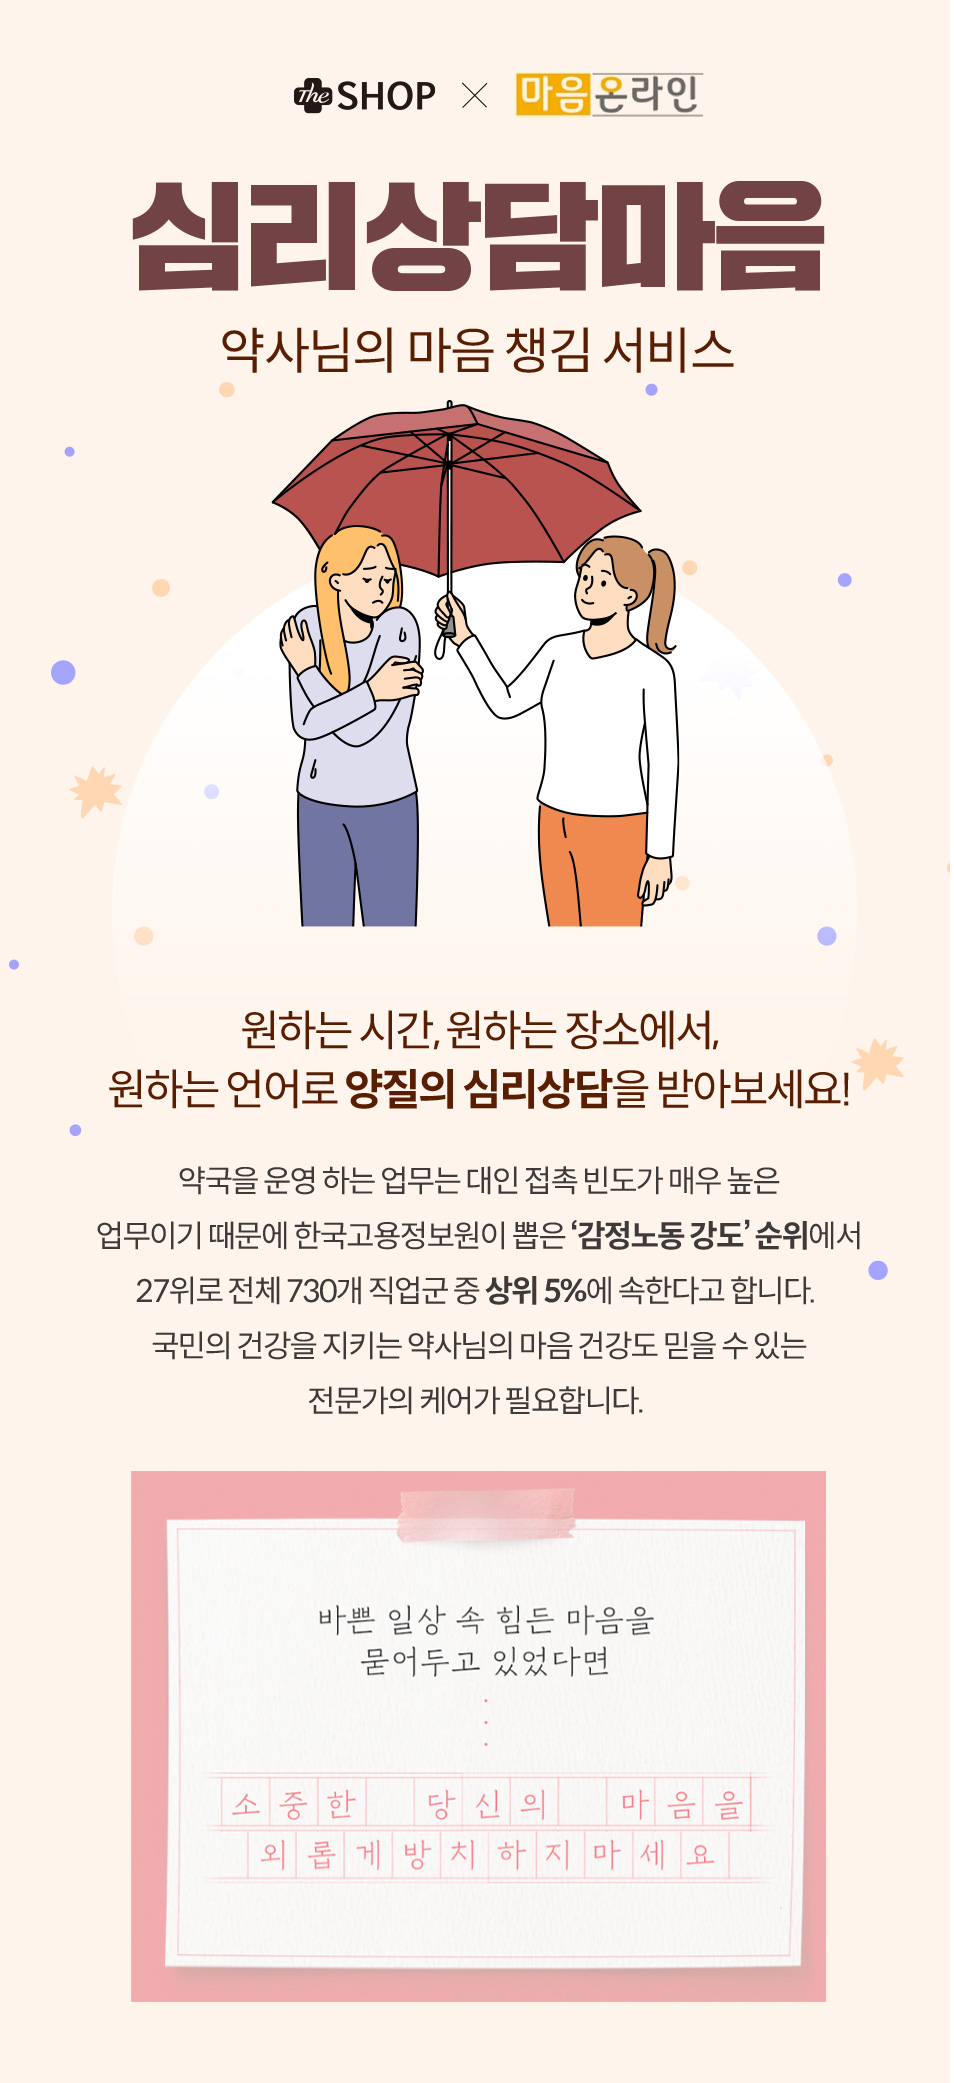 The SHOP × 마음온라인
심리상담마음
약사님의 마음 챙김 서비스
원하는 시간, 원하는 장소에서,
원하는 언어로 양질의 심리상담을 받아보세요!
약국을 운영 하는 업무는 대인 접촉 빈도가 매우 높은
업무이기 때문에 한국고용정보원이 뽑은 ‘감정노동 강도’ 순위에서
27위로 전체 730개 직업군 중 상위 5%에 속한다고 합니다.
국민의 건강을 지키는 약사님의 마음 건강도 믿을 수 있는
전문가의 케어가 필요합니다.
바쁜 일상 속 힘든 마음을
묻어두고 있었다면
소중한 당신의 마음을
외롭게방치하지마세요